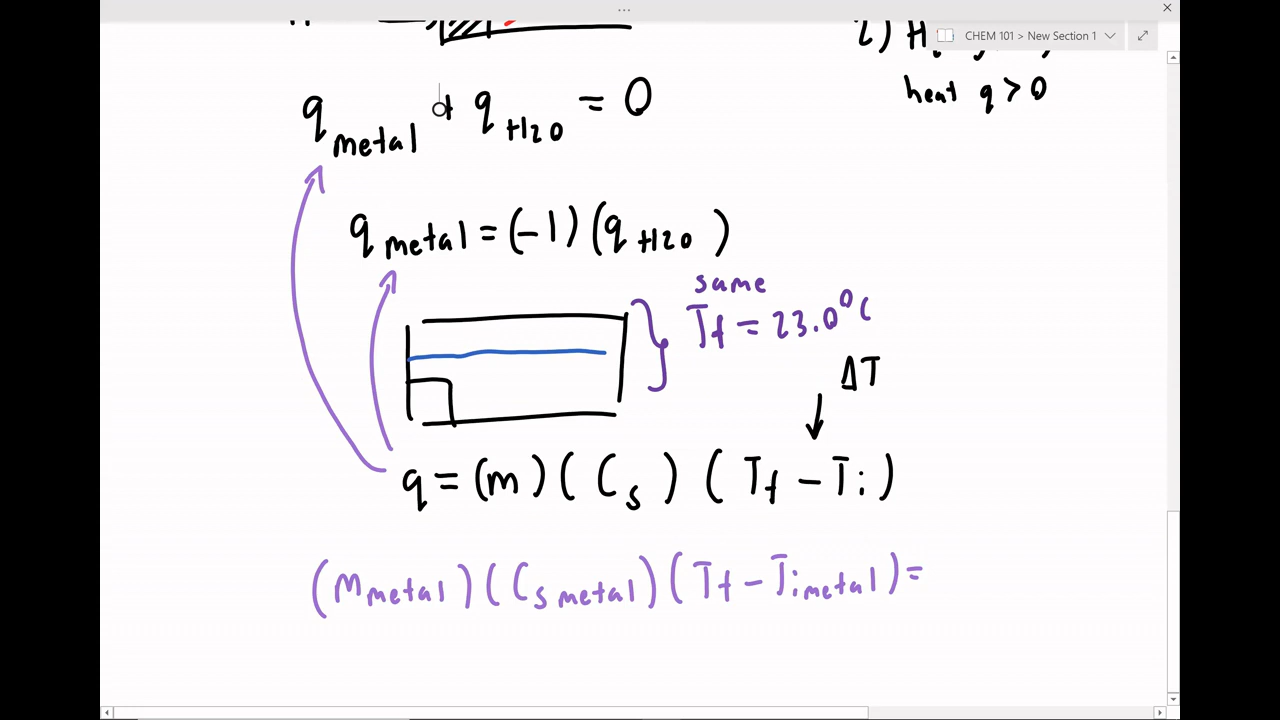 CHEM 101 > New Section 1
heat q > 0
q metal + q H2O = 0
q metal = (-1) (q H2O)
same
Tf = 23.0°C
ΔT
q = (m) (Cs) (Tf - Ti)
(m metal) (Cs metal) (Tf - Ti metal) =